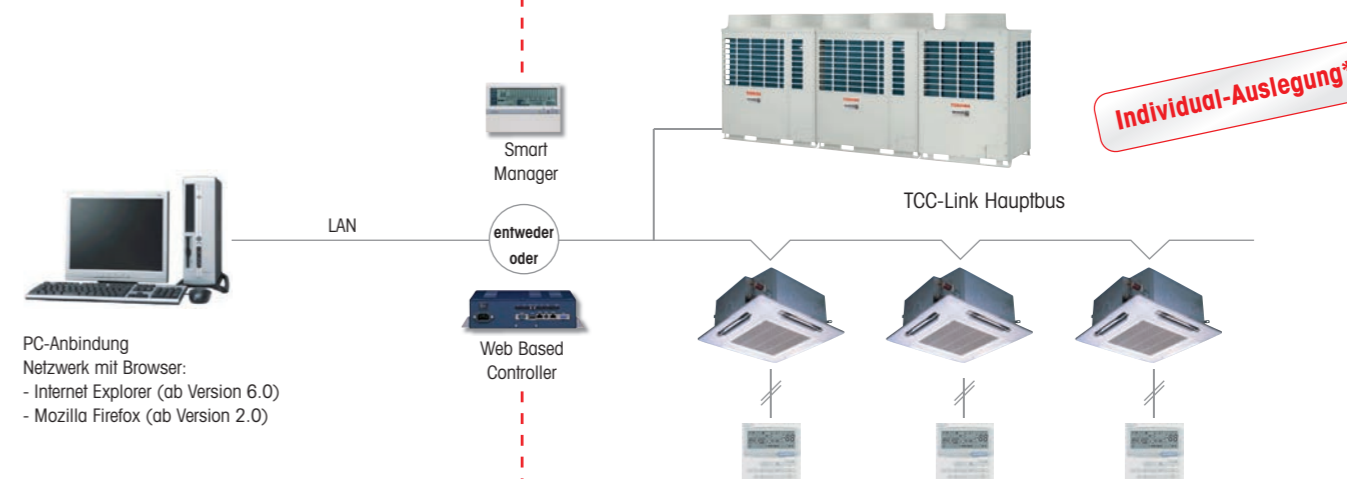 Individual-Auslegung*
Smart
Manager
TCC-Link Hauptbus
LAN
entweder
oder
Web Based
Controller
PC-Anbindung
Netzwerk mit Browser:
- Internet Explorer (ab Version 6.0)
- Mozilla Firefox (ab Version 2.0)